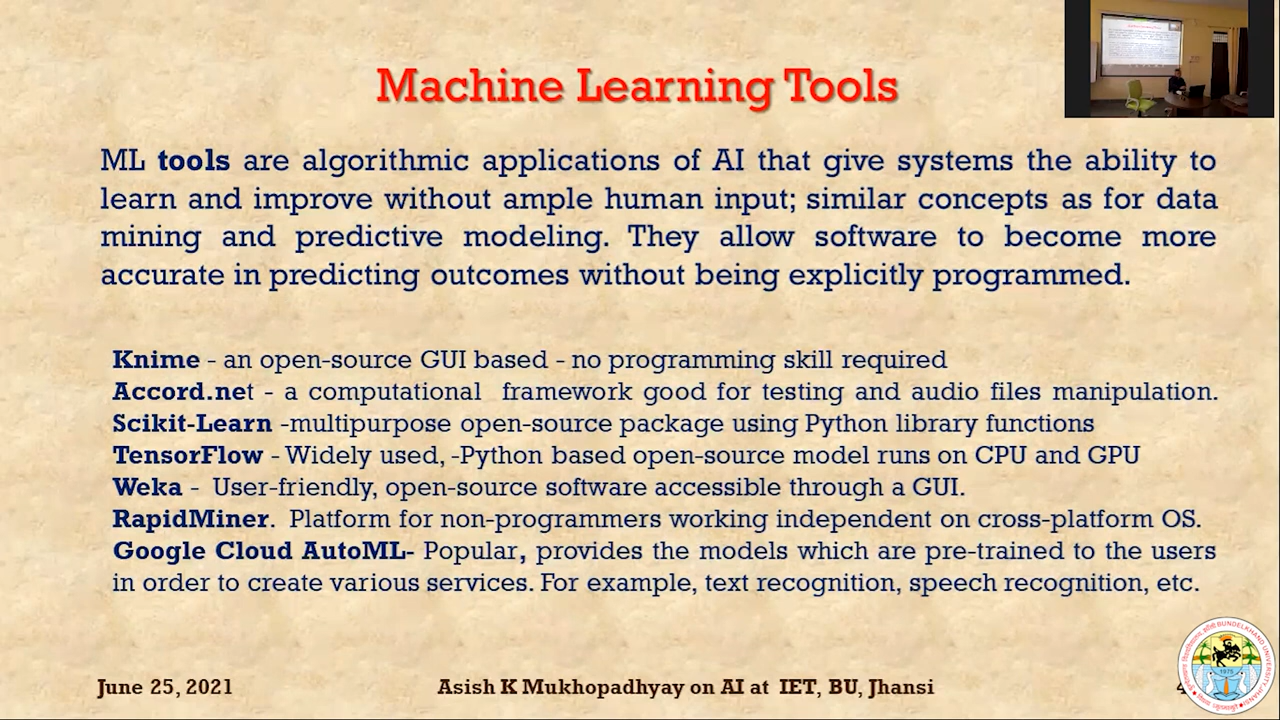 Machine Learning Tools
ML tools are algorithmic applications of AI that give systems the ability to
learn and improve without ample human input; similar concepts as for data
mining and predictive modeling. They allow software to become more
accurate in predicting outcomes without being explicitly programmed.
Knime - an open-source GUI based - no programming skill required
Accord.net - a computational framework good for testing and audio files manipulation.
Scikit-Learn -multipurpose open-source package using Python library functions
TensorFlow - Widely used, -Python based open-source model runs on CPU and GPU
Weka - User-friendly, open-source software accessible through a GUI.
RapidMiner. Platform for non-programmers working independent on cross-platform OS.
Google Cloud AutoML- Popular, provides the models which are pre-trained to the users
in order to create various services. For example, text recognition, speech recognition, etc.
June 25, 2021
Asish K Mukhopadhyay on AI at IET, BU, Jhansi
BUNDELKHAND UNIVERSITY JHANSI
1975